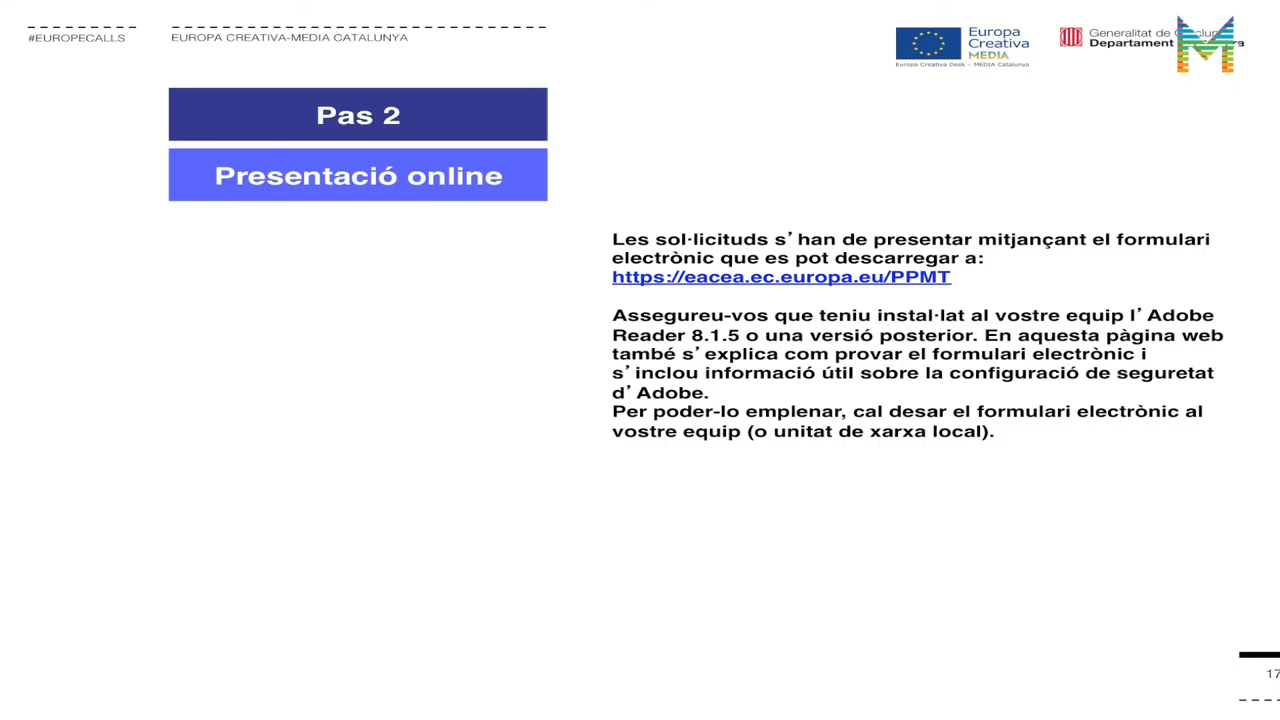 #EUROPECALLS
EUROPA CREATIVA-MEDIA CATALUNYA
Europa
Creativa
MEDIA
Europa Creativa Desk – MEDIA Catalunya
Generalitat de
Departament
Pas 2
Presentació online
Les sol·licituds s’han de presentar mitjançant el formulari
electrònic que es pot descarregar a:
https://eacea.ec.europa.eu/PPMT
Assegureu-vos que teniu instal·lat al vostre equip l’Adobe
Reader 8.1.5 o una versió posterior. En aquesta pàgina web
també s’explica com provar el formulari electrònic i
s’inclou informació útil sobre la configuració de seguretat
d’Adobe.
Per poder-lo emplenar, cal desar el formulari electrònic al
vostre equip (o unitat de xarxa local).
17